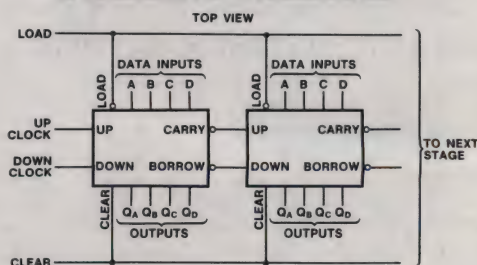 TOP VIEW
LOAD
DATA INPUTS DATA INPUTS
LOAD A B C D LOAD A B C D
UP CLOCK UP CARRY UP CARRY
TO NEXT STAGE
DOWN CLOCK DOWN BORROW DOWN BORROW
CLEAR QA QB QC QD CLEAR QA QB QC QD
OUTPUTS OUTPUTS
CLEAR